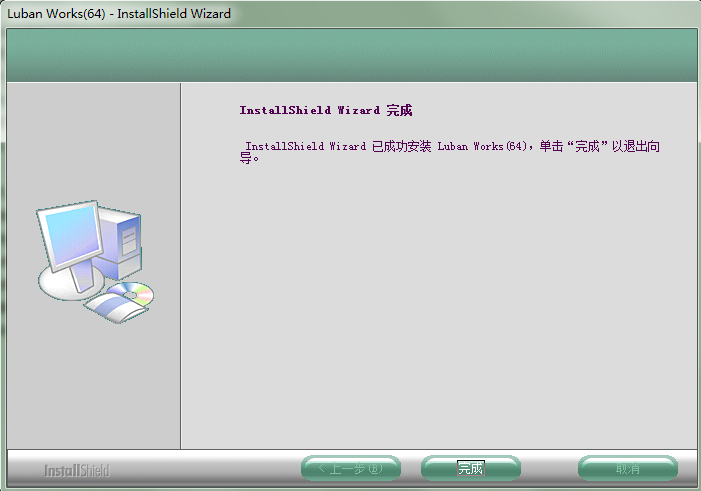 Luban Works(64) - InstallShield Wizard
InstallShield Wizard 完成
InstallShield Wizard 已成功安装 Luban Works(64)，单击“完成”以退出向
导。
InstallShield
< 上一步(B)
完成
取消